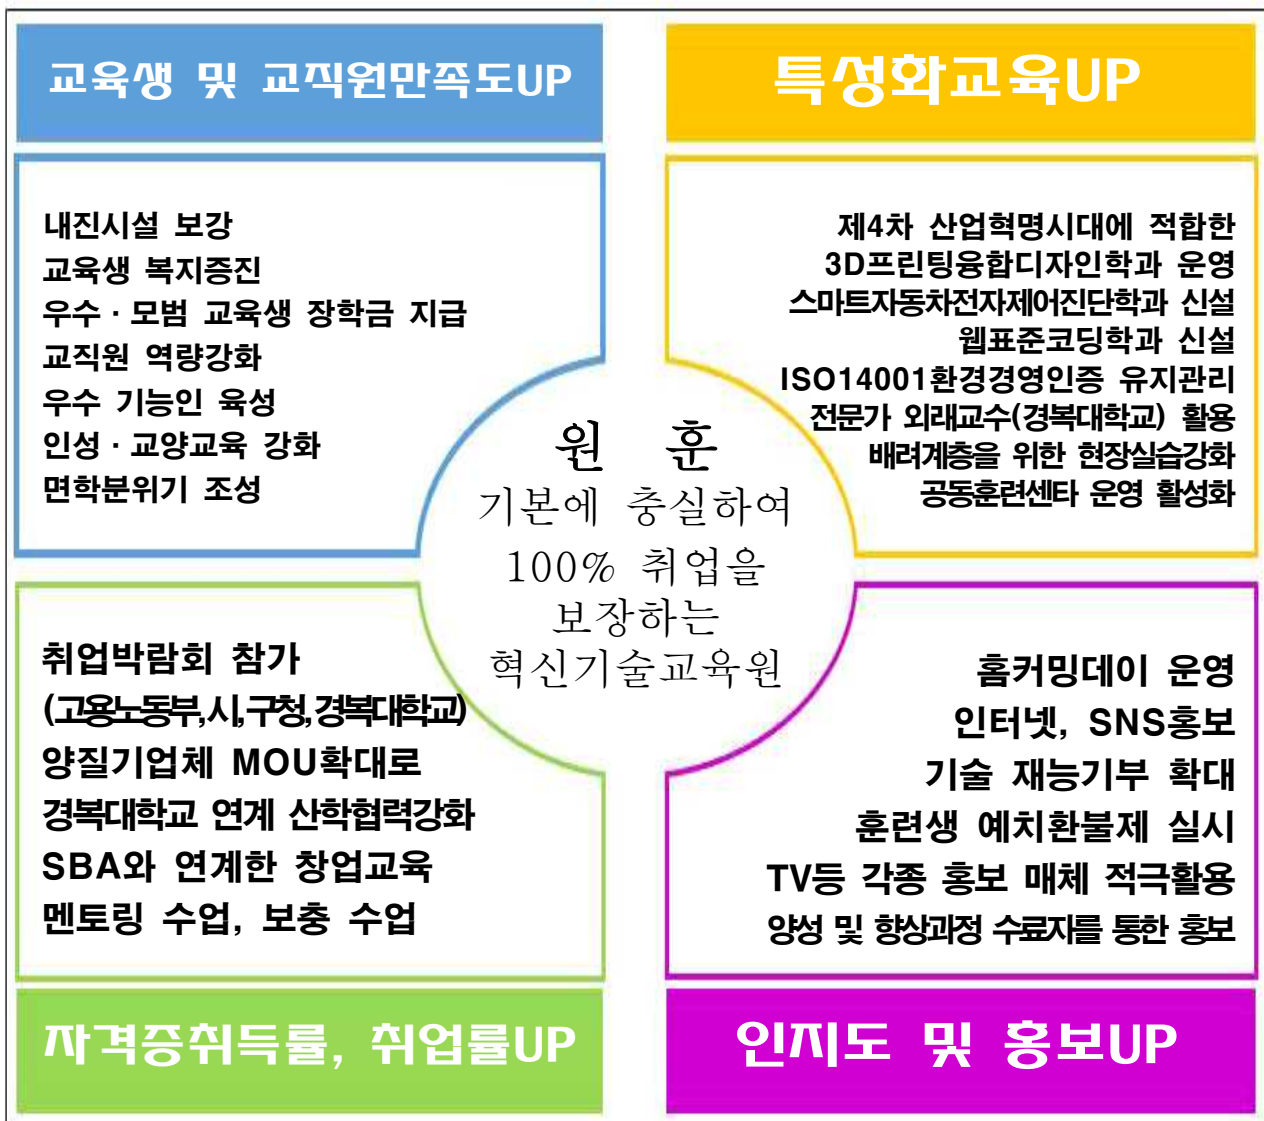 교육생 및 교직원만족도UP
내진시설 보강
교육생 복지증진
우수 · 모범 교육생 장학금 지급
교직원 역량강화
우수 기능인 육성
인성 · 교양교육 강화
면학분위기 조성
특성화교육UP
제4차 산업혁명시대에 적합한
3D프린팅융합디자인학과 운영
스마트자동차전자제어진단학과 신설
웹표준코딩학과 신설
ISO14001환경경영인증 유지관리
전문가 외래교수(경복대학교) 활용
배려계층을 위한 현장실습강화
공동훈련센타 운영 활성화
원 훈
기본에 충실하여
100% 취업을
보장하는
혁신기술교육원
취업박람회 참가
(고용노동부,시,구청,경복대학교)
양질기업체 MOU확대로
경복대학교 연계 산학협력강화
SBA와 연계한 창업교육
멘토링 수업, 보충 수업
자격증취득률, 취업률UP
홈커밍데이 운영
인터넷, SNS홍보
기술 재능기부 확대
훈련생 예치환불제 실시
TV등 각종 홍보 매체 적극활용
양성 및 향상과정 수료자를 통한 홍보
인지도 및 홍보UP